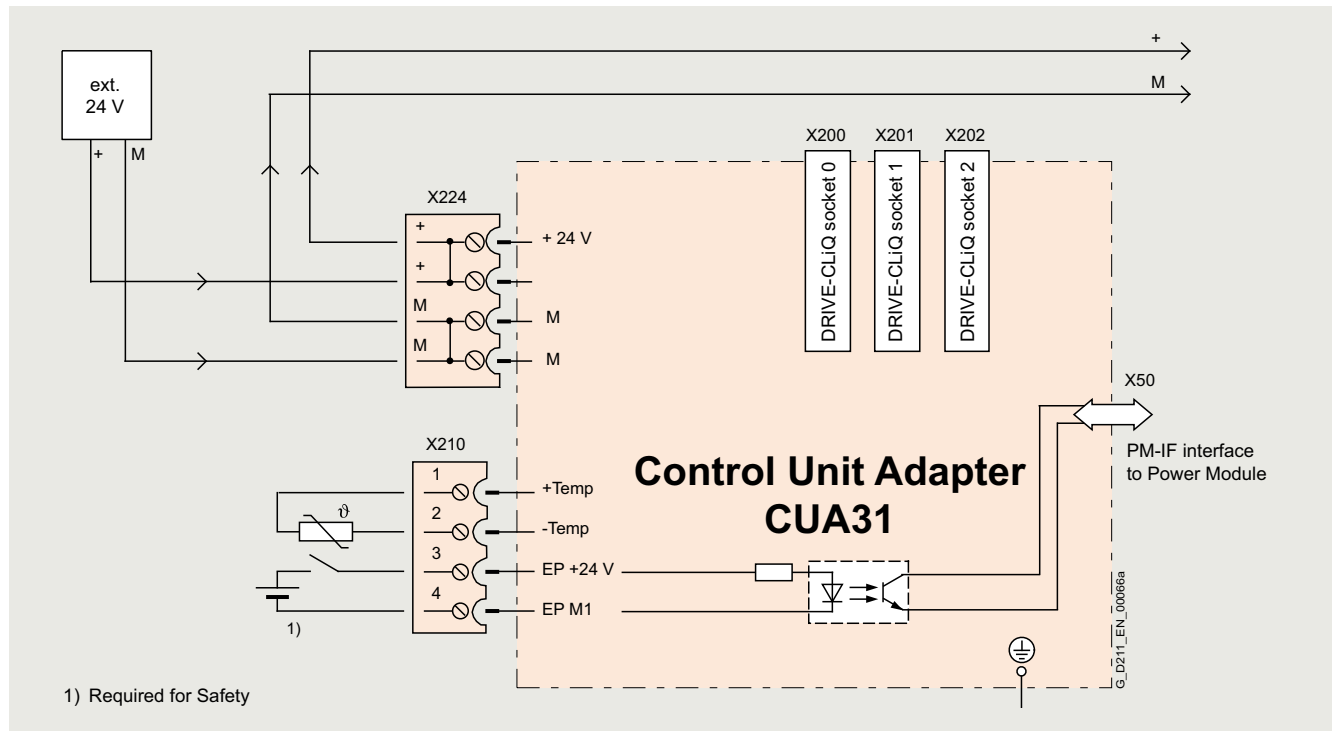 +
M
ext.
24 V
+ M
X200 X201 X202
DRIVE-CLiQ socket 0
DRIVE-CLiQ socket 1
DRIVE-CLiQ socket 2
X224
+
+ 24 V
+
M
M
M
M
X50
PM-IF interface
to Power Module
X210
Control Unit Adapter
CUA31
1
+Temp
ϑ
2
-Temp
3
EP +24 V
4
EP M1
1)
G_D211_EN_00066a
1) Required for Safety